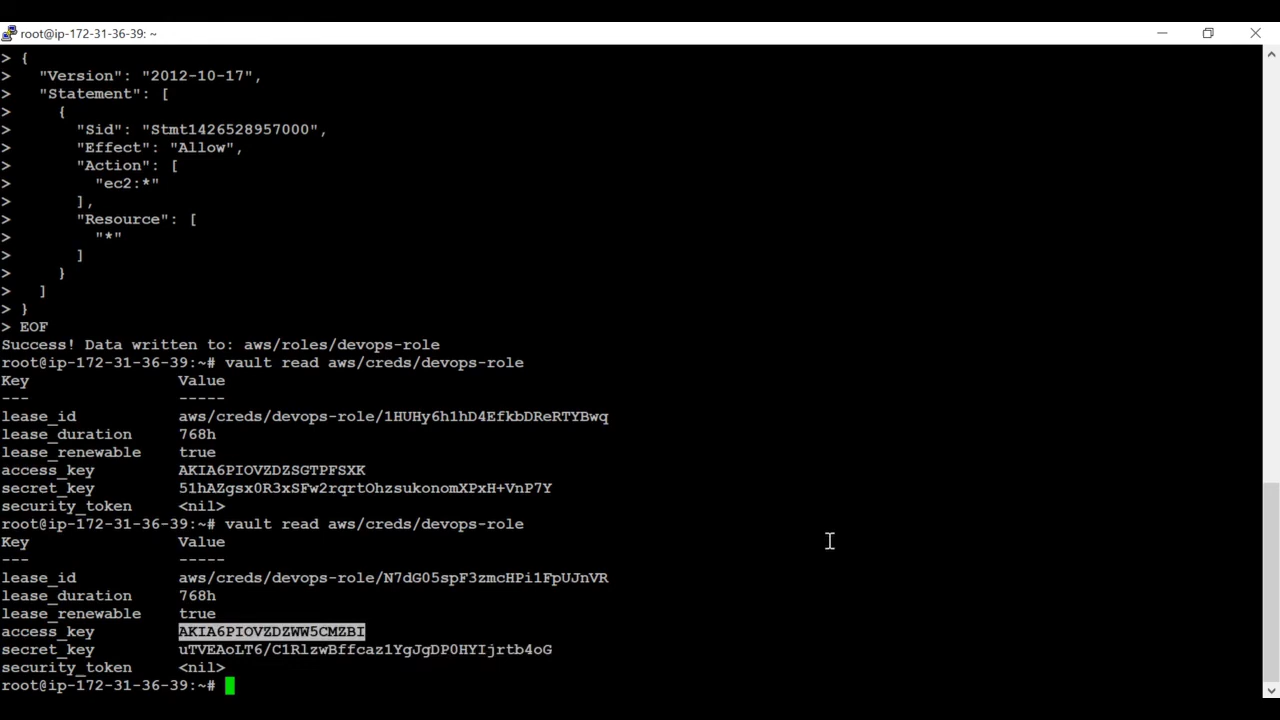 root@ip-172-31-36-39: ~
> {
>   "Version": "2012-10-17",
>   "Statement": [
>     {
>       "Sid": "Stmt1426528957000",
>       "Effect": "Allow",
>       "Action": [
>         "ec2:*"
>       ],
>       "Resource": [
>         "*"
>       ]
>     }
>   ]
> }
> EOF
Success! Data written to: aws/roles/devops-role
root@ip-172-31-36-39:~# vault read aws/creds/devops-role
Key                Value
---                -----
lease_id           aws/creds/devops-role/1HUHy6h1hD4EfkbDReRTYBwq
lease_duration     768h
lease_renewable    true
access_key         AKIA6PIOVZDZSGTPFSXK
secret_key         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
security_token     <nil>
root@ip-172-31-36-39:~# vault read aws/creds/devops-role
Key                Value
---                -----
lease_id           aws/creds/devops-role/N7dG05spF3zmcHPi1FpUJnVR
lease_duration     768h
lease_renewable    true
access_key         AKIA6PIOVZDZWW5CMZBI
secret_key         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
security_token     <nil>
root@ip-172-31-36-39:~#